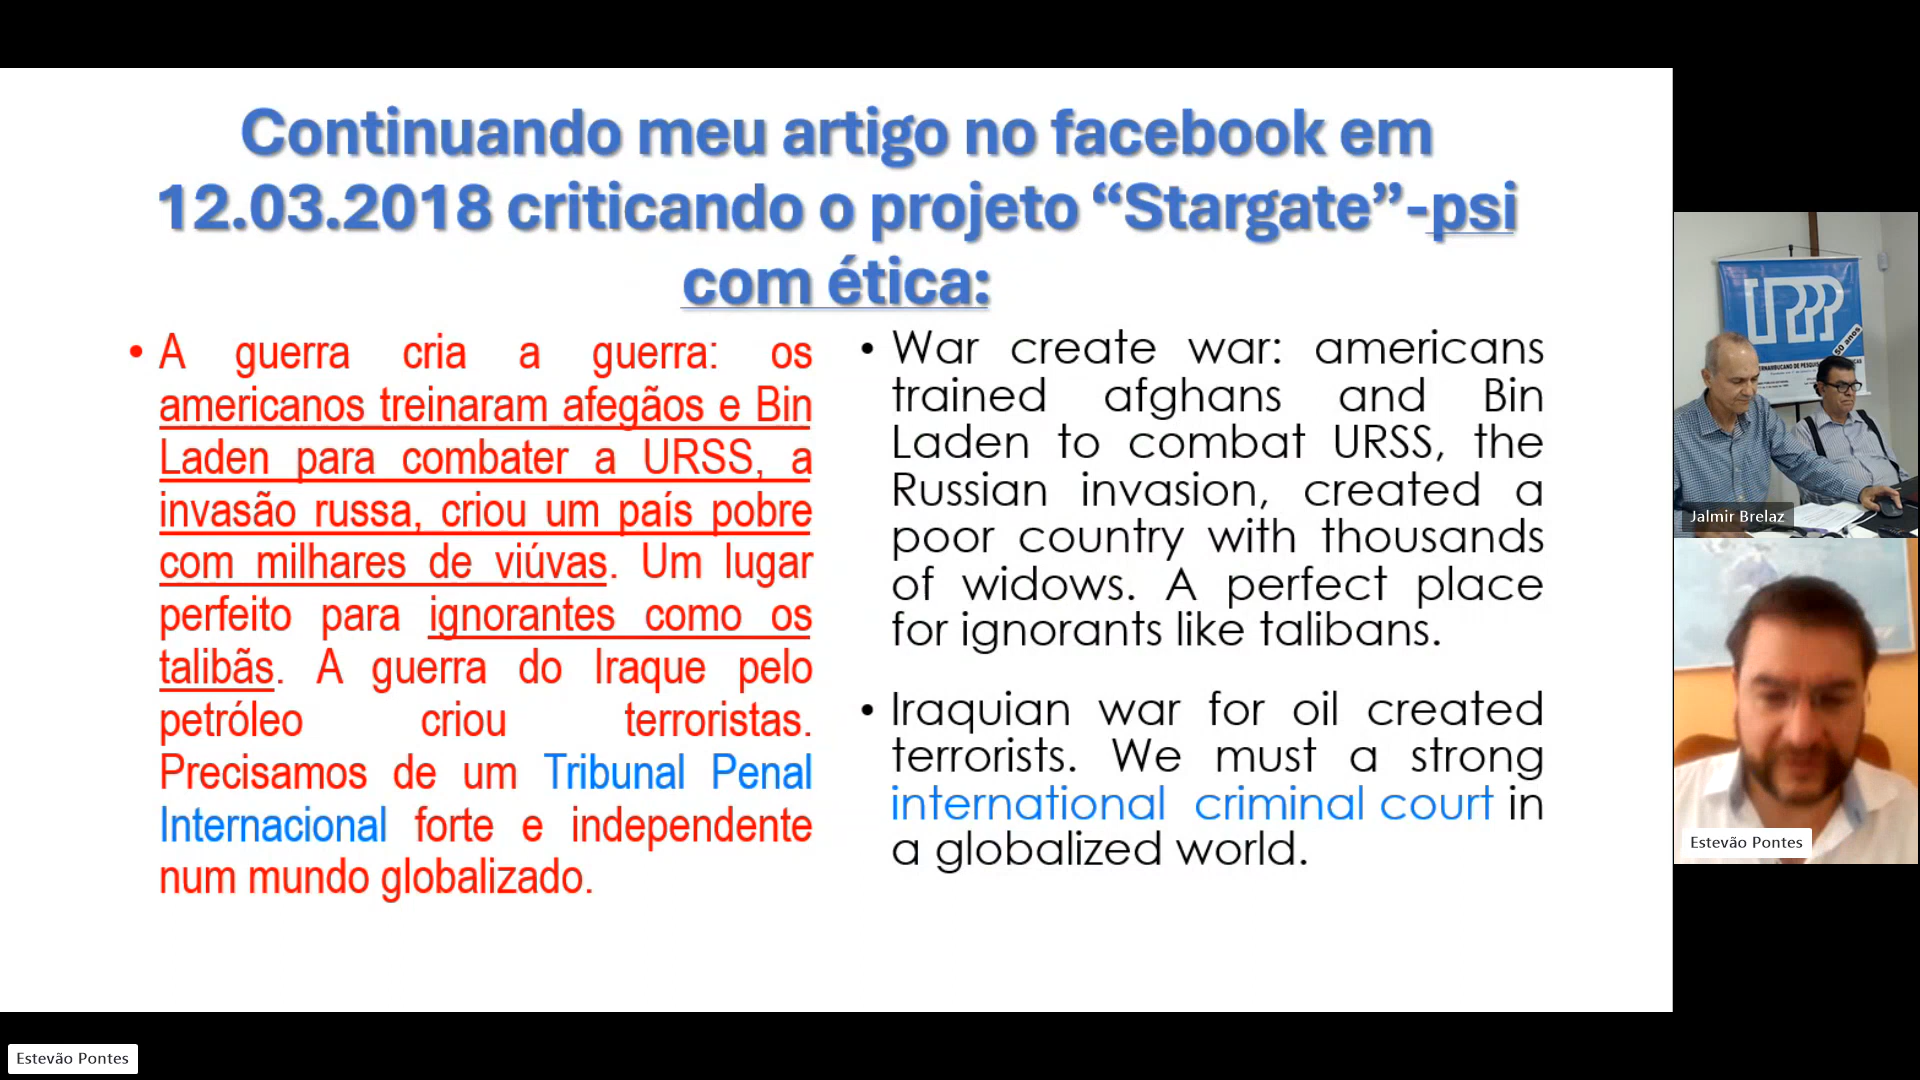 Continuando meu artigo no facebook em
12.03.2018 criticando o projeto “Stargate”-psi
com ética:
• A guerra cria a guerra: os
americanos treinaram afegãos e Bin
Laden para combater a URSS, a
invasão russa, criou um país pobre
com milhares de viúvas. Um lugar
perfeito para ignorantes como os
talibãs. A guerra do Iraque pelo
petróleo criou terroristas.
Precisamos de um Tribunal Penal
Internacional forte e independente
num mundo globalizado.
• War create war: americans
trained afghans and Bin
Laden to combat URSS, the
Russian invasion, created a
poor country with thousands
of widows. A perfect place
for ignorants like talibans.
• Iraquian war for oil created
terrorists. We must a strong
international criminal court in
a globalized world.
IPPP
50 anos
Jalmir Brelaz
Estevão Pontes
Estevão Pontes